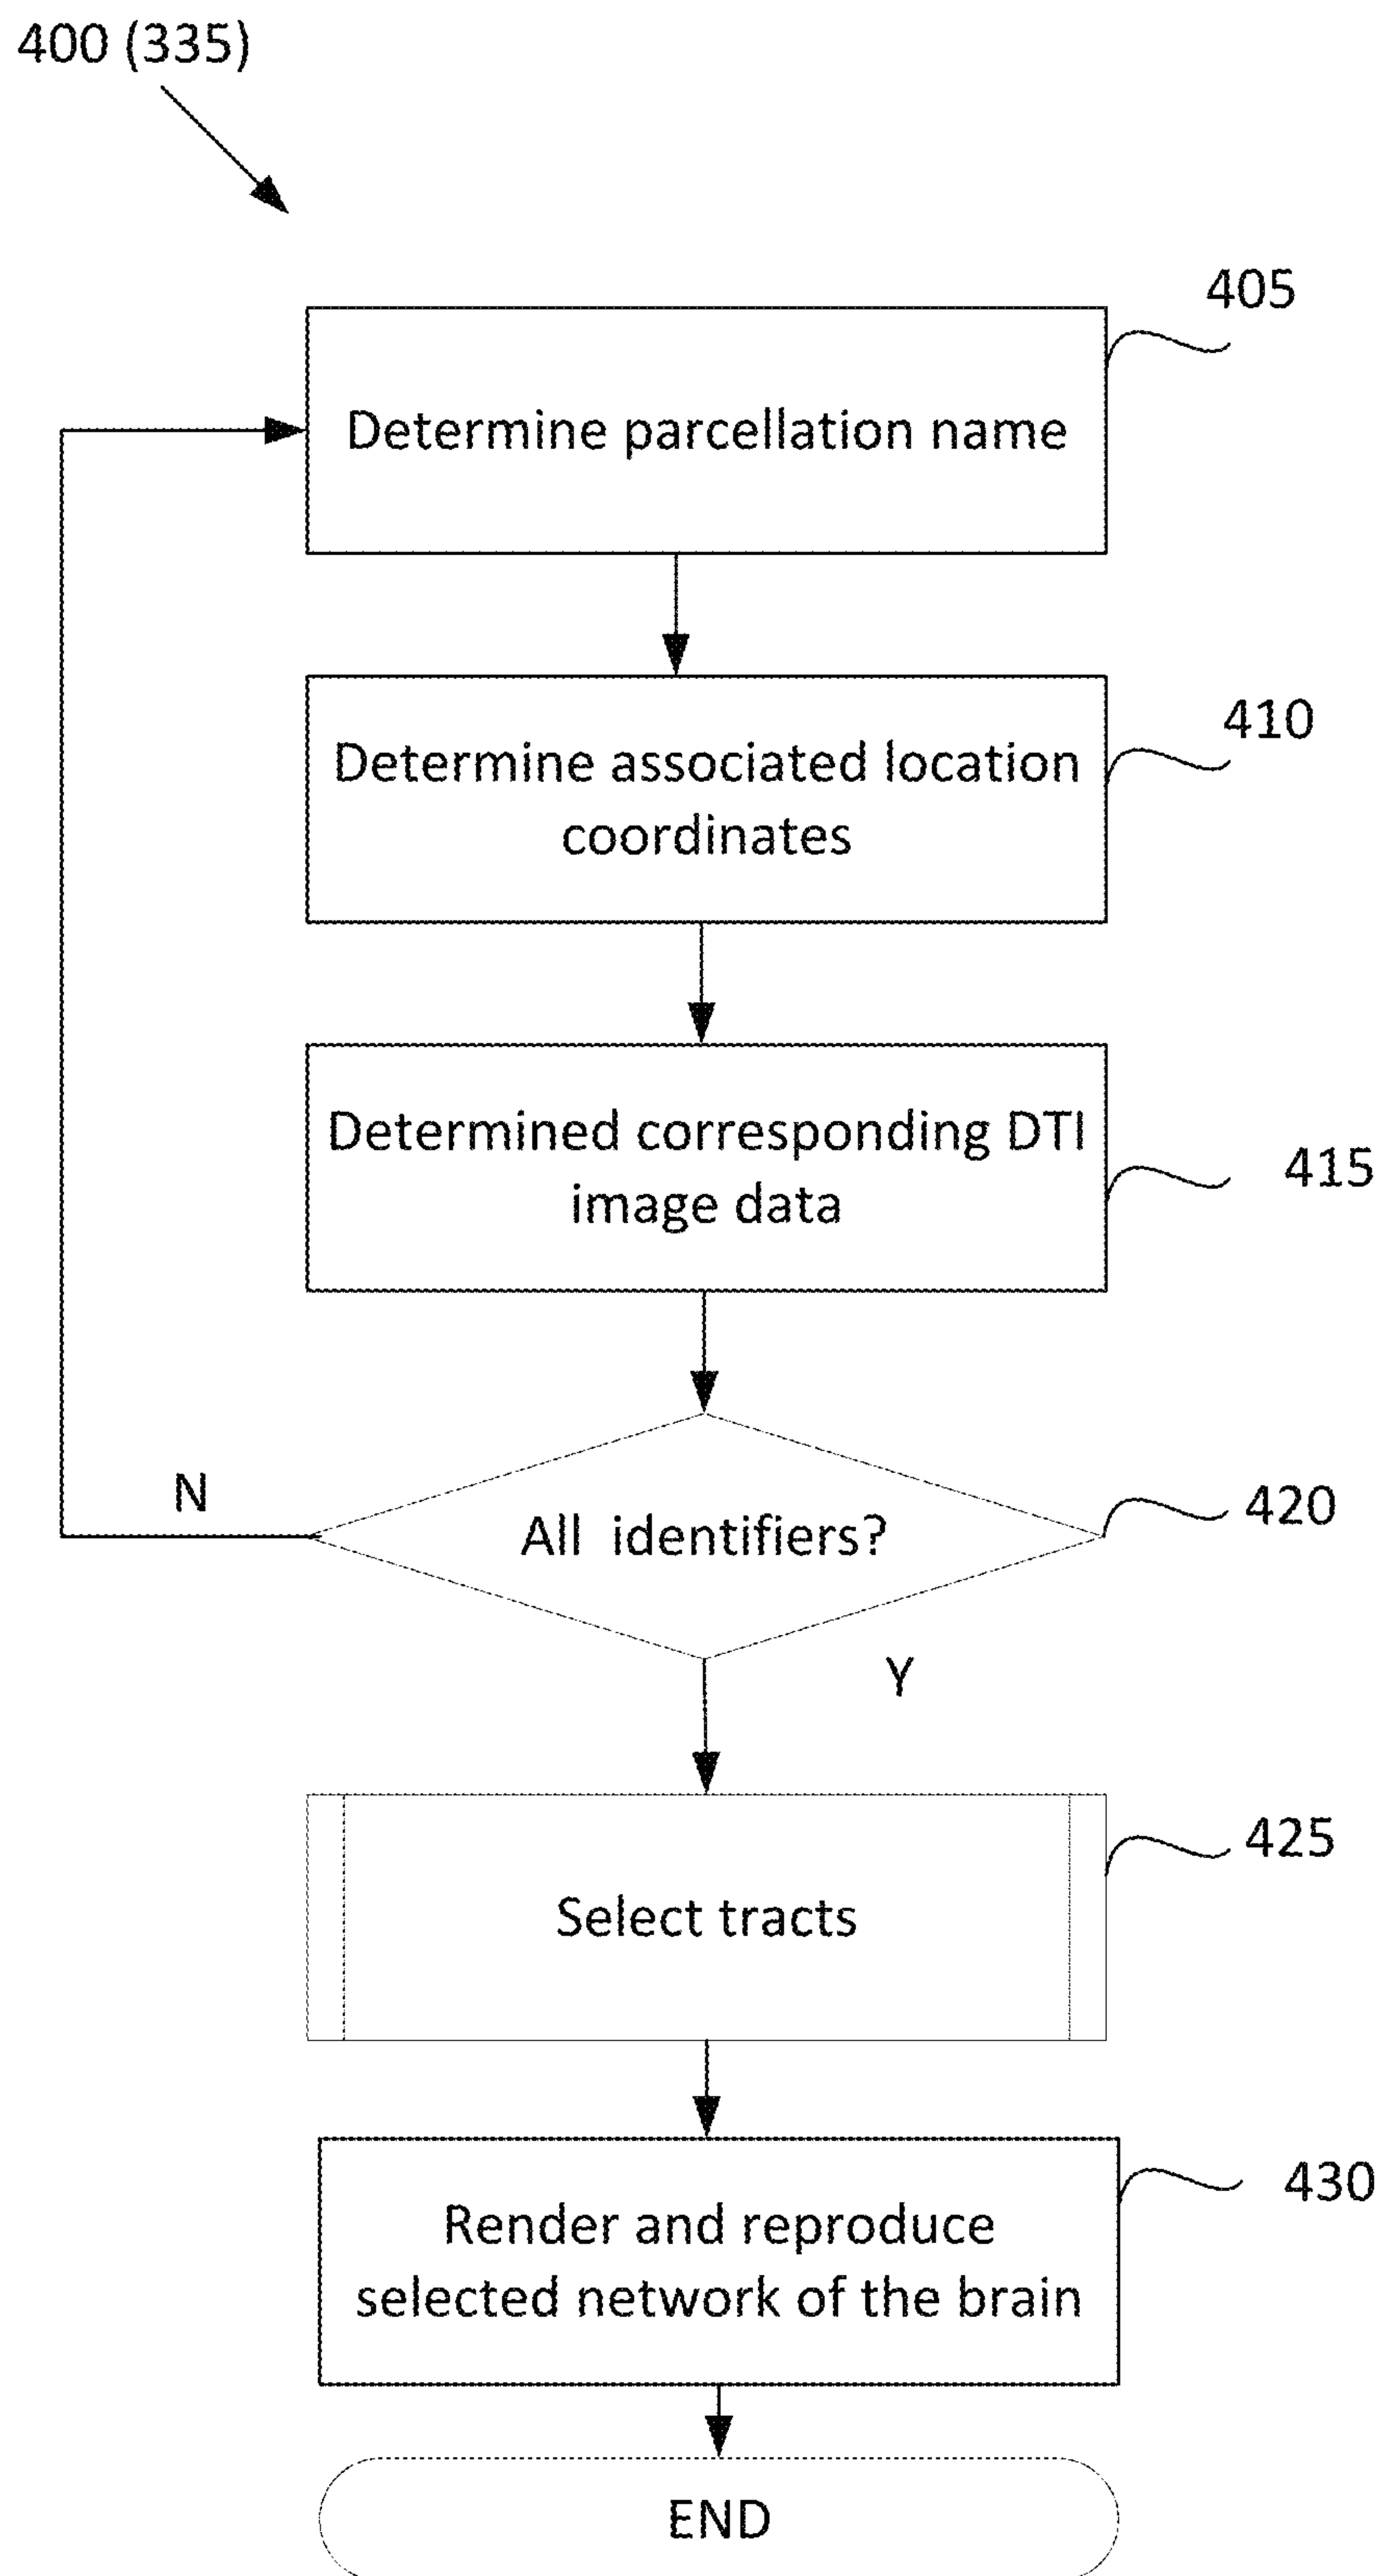 400 (335)
405
Determine parcellation name
410
Determine associated location
coordinates
Determined corresponding DTI
image data
415
N
All identifiers?
420
Y
425
Select tracts
430
Render and reproduce
selected network of the brain
END